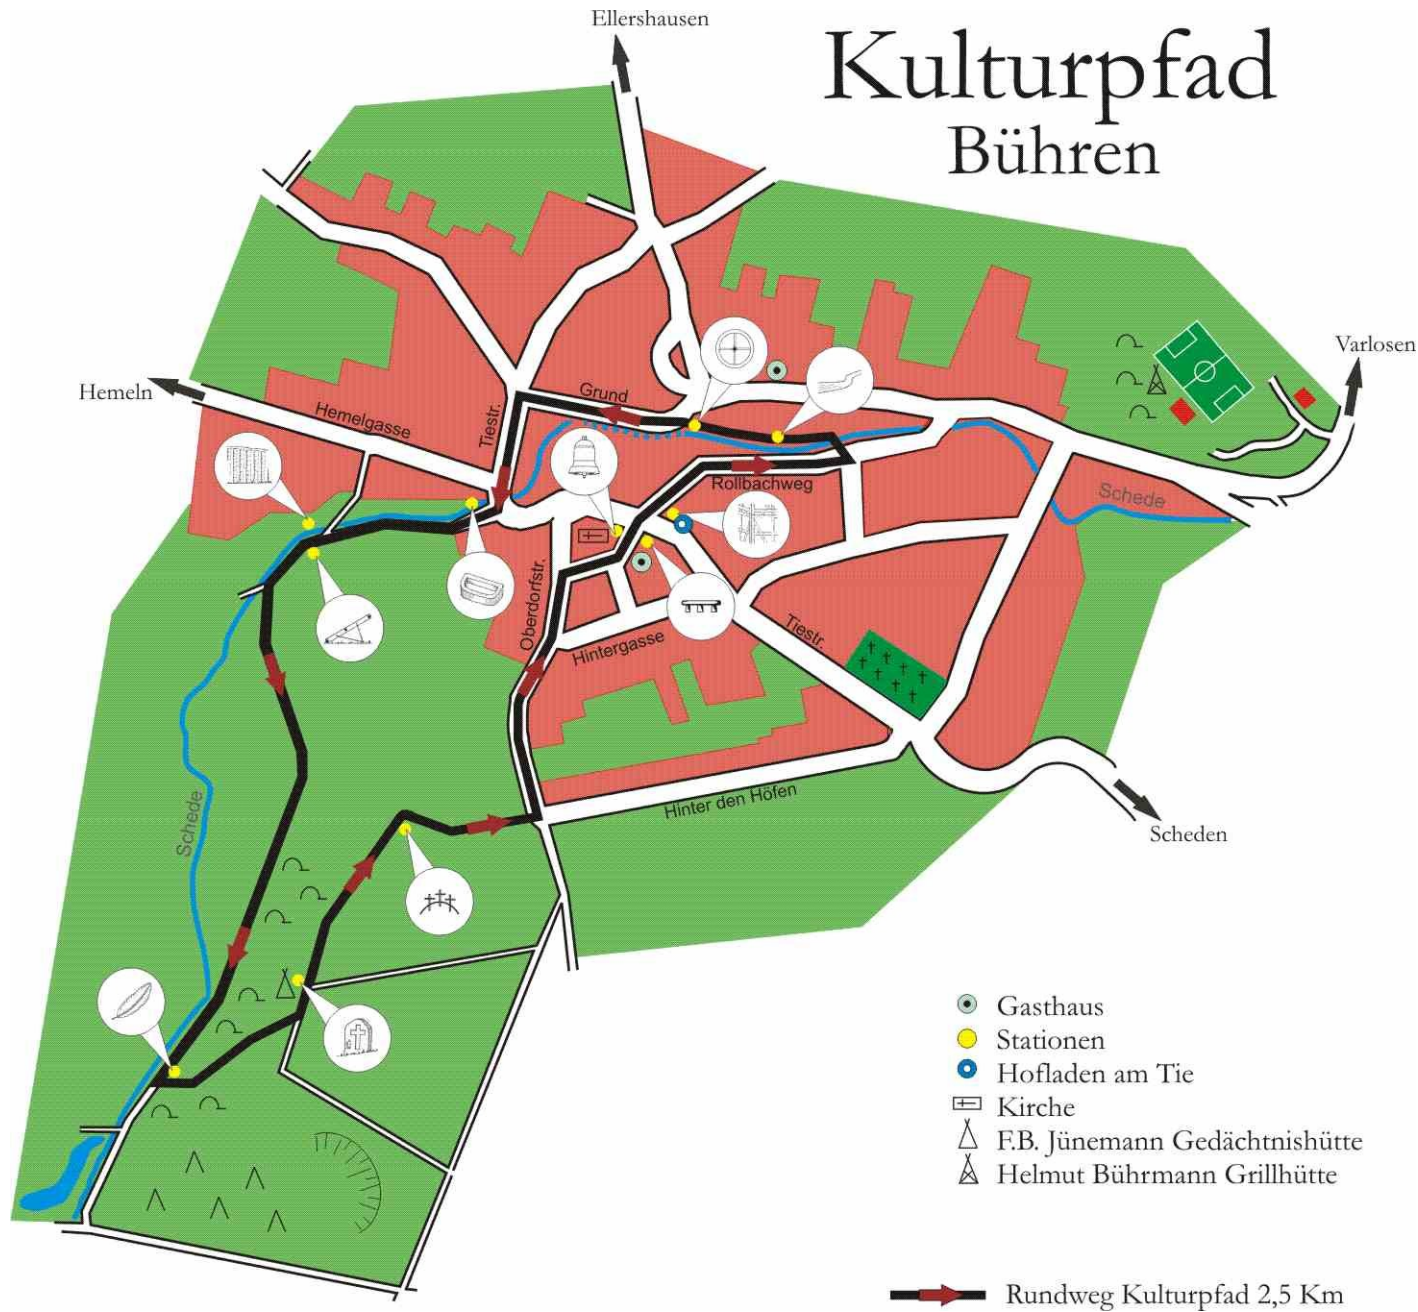 Ellershausen
Kulturpfad
Bühren
Varlosen
Hemeln
Grund
Hemelgasse
Tiestr.
Rollbachweg
Schede
Oberdorfstr.
Hintergasse
Tiestr.
Hinter den Höfen
Schede
Scheden
Gasthaus
Stationen
Hofladen am Tie
Kirche
F.B. Jünemann Gedächtnishütte
Helmut Bührmann Grillhütte
Rundweg Kulturpfad 2,5 Km